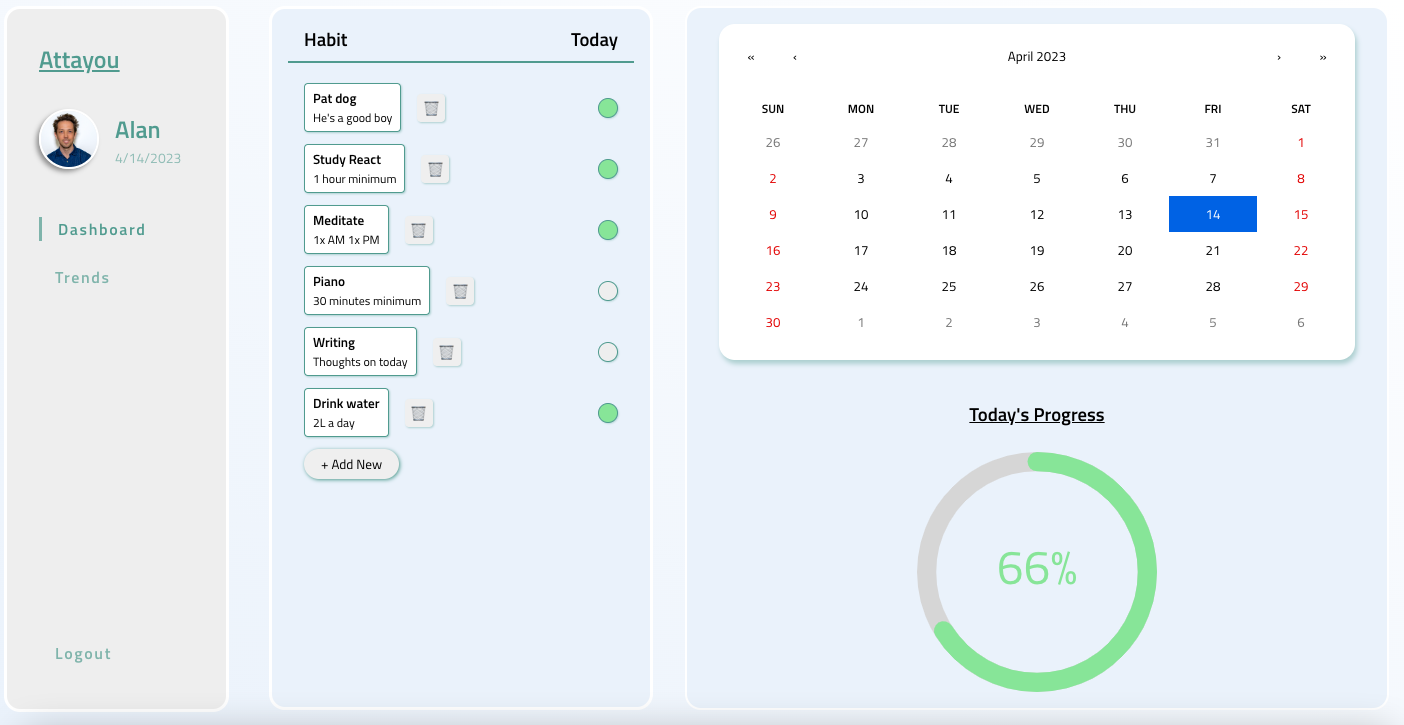 Attayou
Alan
4/14/2023
Dashboard
Trends
Logout
Habit Today
Pat dog
He's a good boy
Study React
1 hour minimum
Meditate
1x AM 1x PM
Piano
30 minutes minimum
Writing
Thoughts on today
Drink water
2L a day
+ Add New
« ‹ April 2023 › »
SUN MON TUE WED THU FRI SAT
26 27 28 29 30 31 1
2 3 4 5 6 7 8
9 10 11 12 13 14 15
16 17 18 19 20 21 22
23 24 25 26 27 28 29
30 1 2 3 4 5 6
Today's Progress
66%